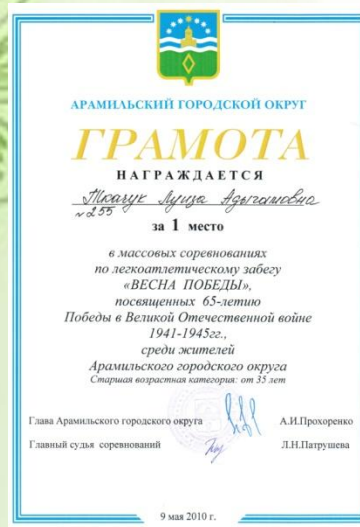 АРАМИЛЬСКИЙ ГОРОДСКОЙ ОКРУГ
ГРАМОТА
НАГРАЖДАЕТСЯ
Ткачук Луиза Адыгамовна
№255
за 1 место
в массовых соревнованиях
по легкоатлетическому забегу
«ВЕСНА ПОБЕДЫ»,
посвященных 65-летию
Победы в Великой Отечественной войне
1941-1945гг.,
среди жителей
Арамильского городского округа
Старшая возрастная категория: от 35 лет
Глава Арамильского городского округа А.И.Прохоренко
Главный судья соревнований Л.Н.Патрушева
9 мая 2010 г.